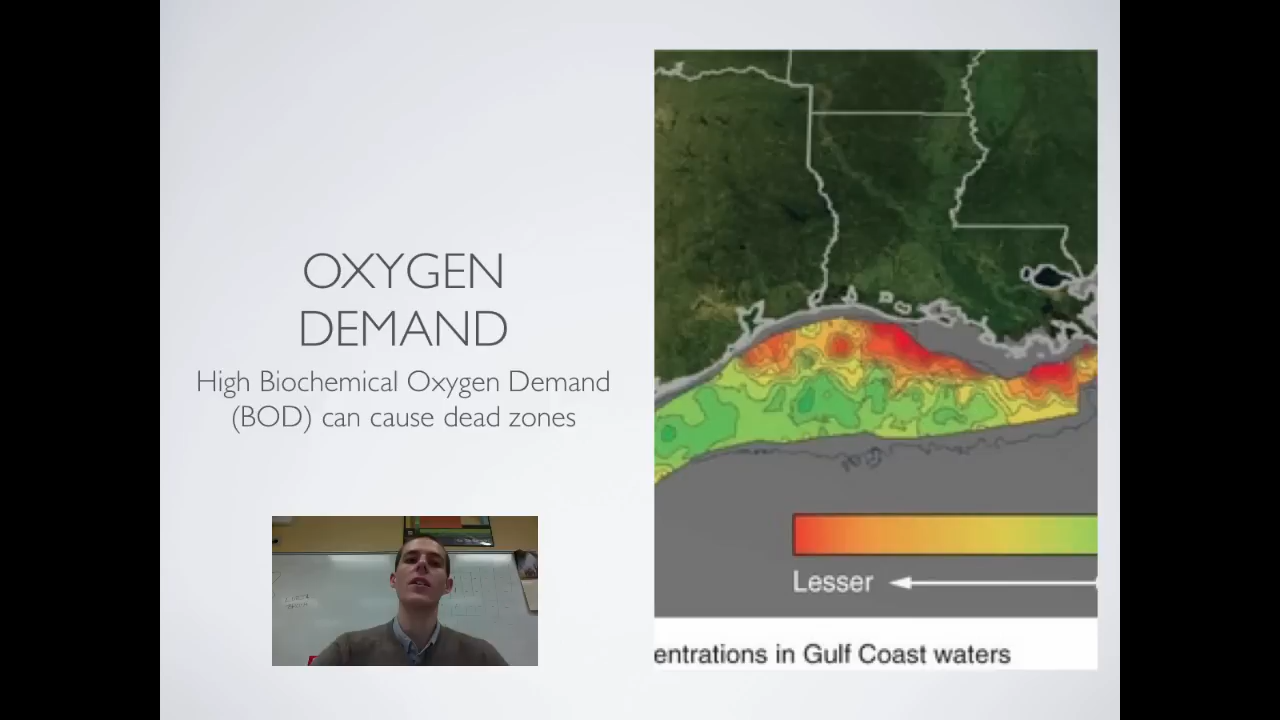 OXYGEN
DEMAND
High Biochemical Oxygen Demand
(BOD) can cause dead zones
Lesser
entrations in Gulf Coast waters